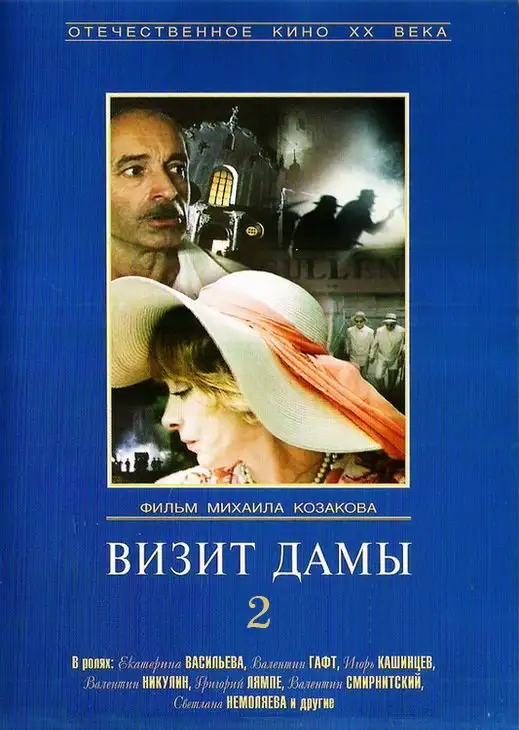 ОТЕЧЕСТВЕННОЕ КИНО XX ВЕКА
GÜLLEN
ФИЛЬМ МИХАИЛА КОЗАКОВА
ВИЗИТ ДАМЫ
2
В ролях: Екатерина ВАСИЛЬЕВА, Валентин ГАФТ, Игорь КАШИНЦЕВ,
Валентин НИКУЛИН, Григорий ЛЯМПЕ, Валентин СМИРНИТСКИЙ,
Светлана НЕМОЛЯЕВА и другие